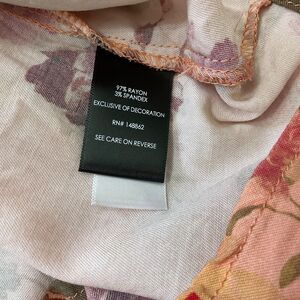 97% RAYON
3% SPANDEX
EXCLUSIVE OF DECORATION
RN# 148862
SEE CARE ON REVERSE